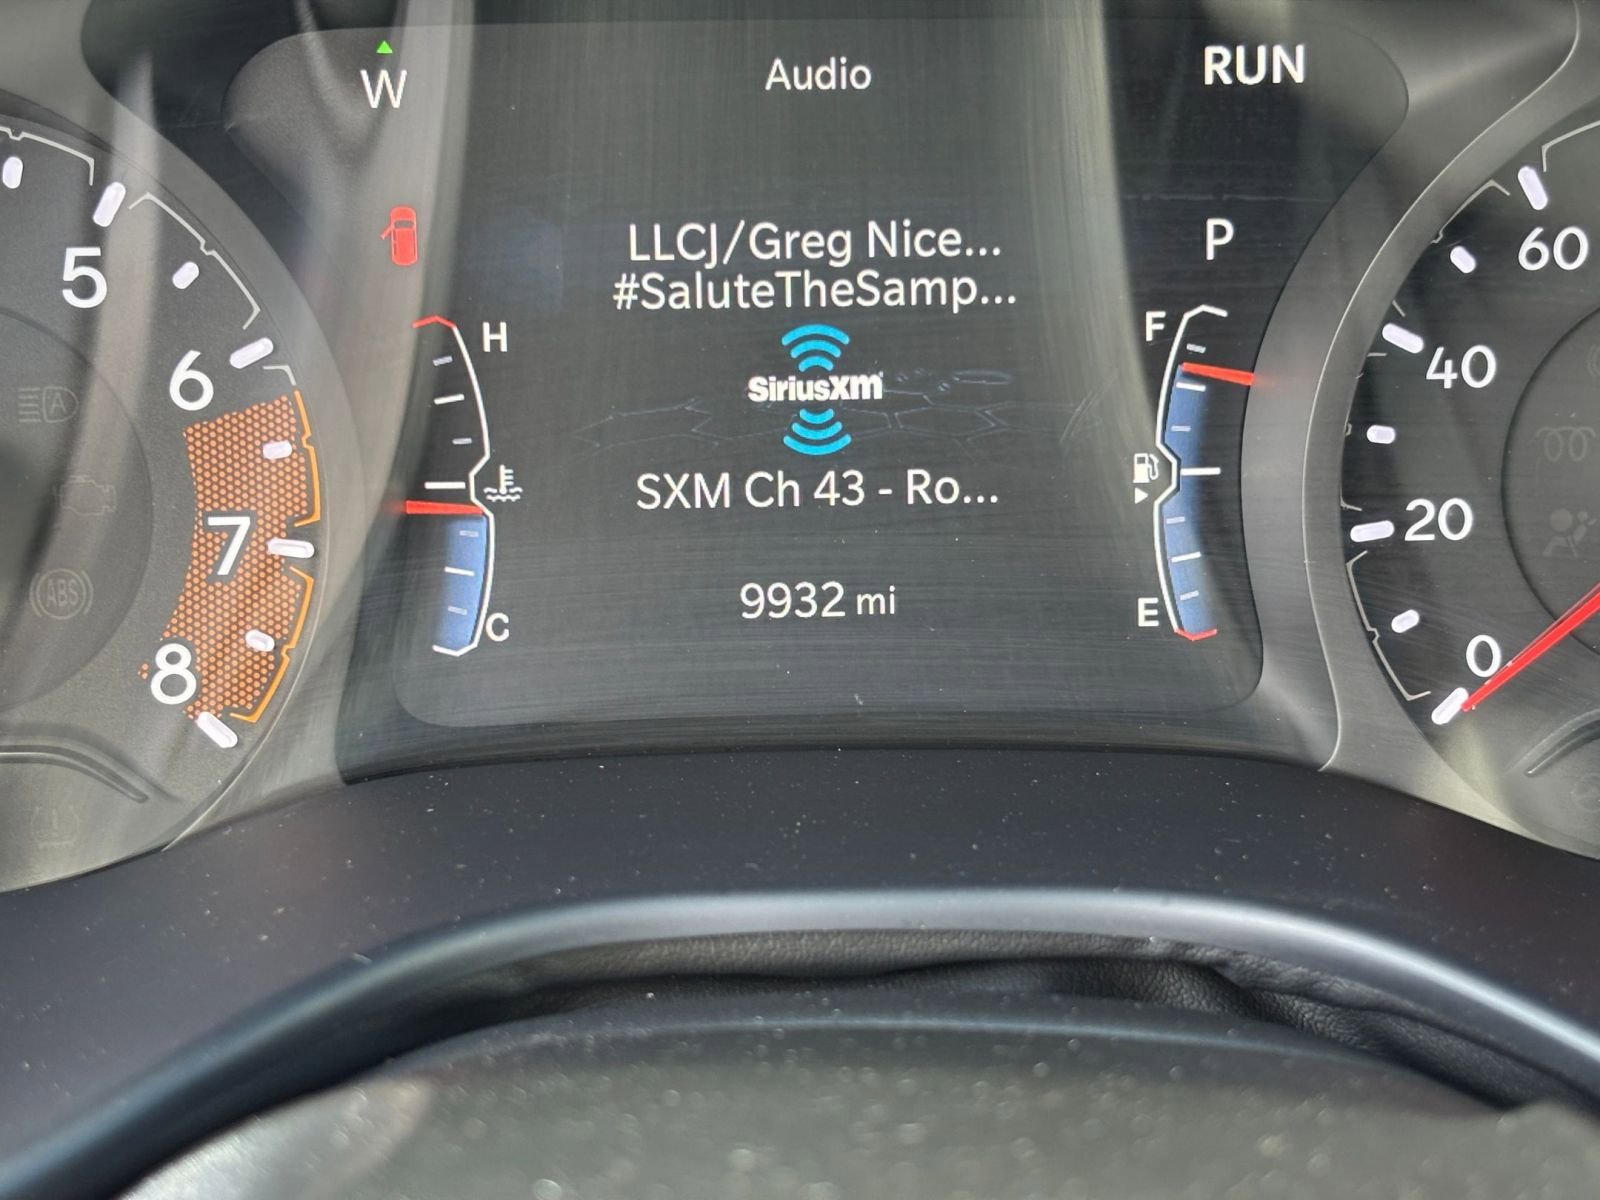 W
Audio
RUN
LLCJ/Greg Nice...
#SaluteTheSamp...
P
SiriusXM
SXM Ch 43 - Ro...
9932 mi
H
C
F
E
5
6
7
8
60
40
20
0
A
ABS